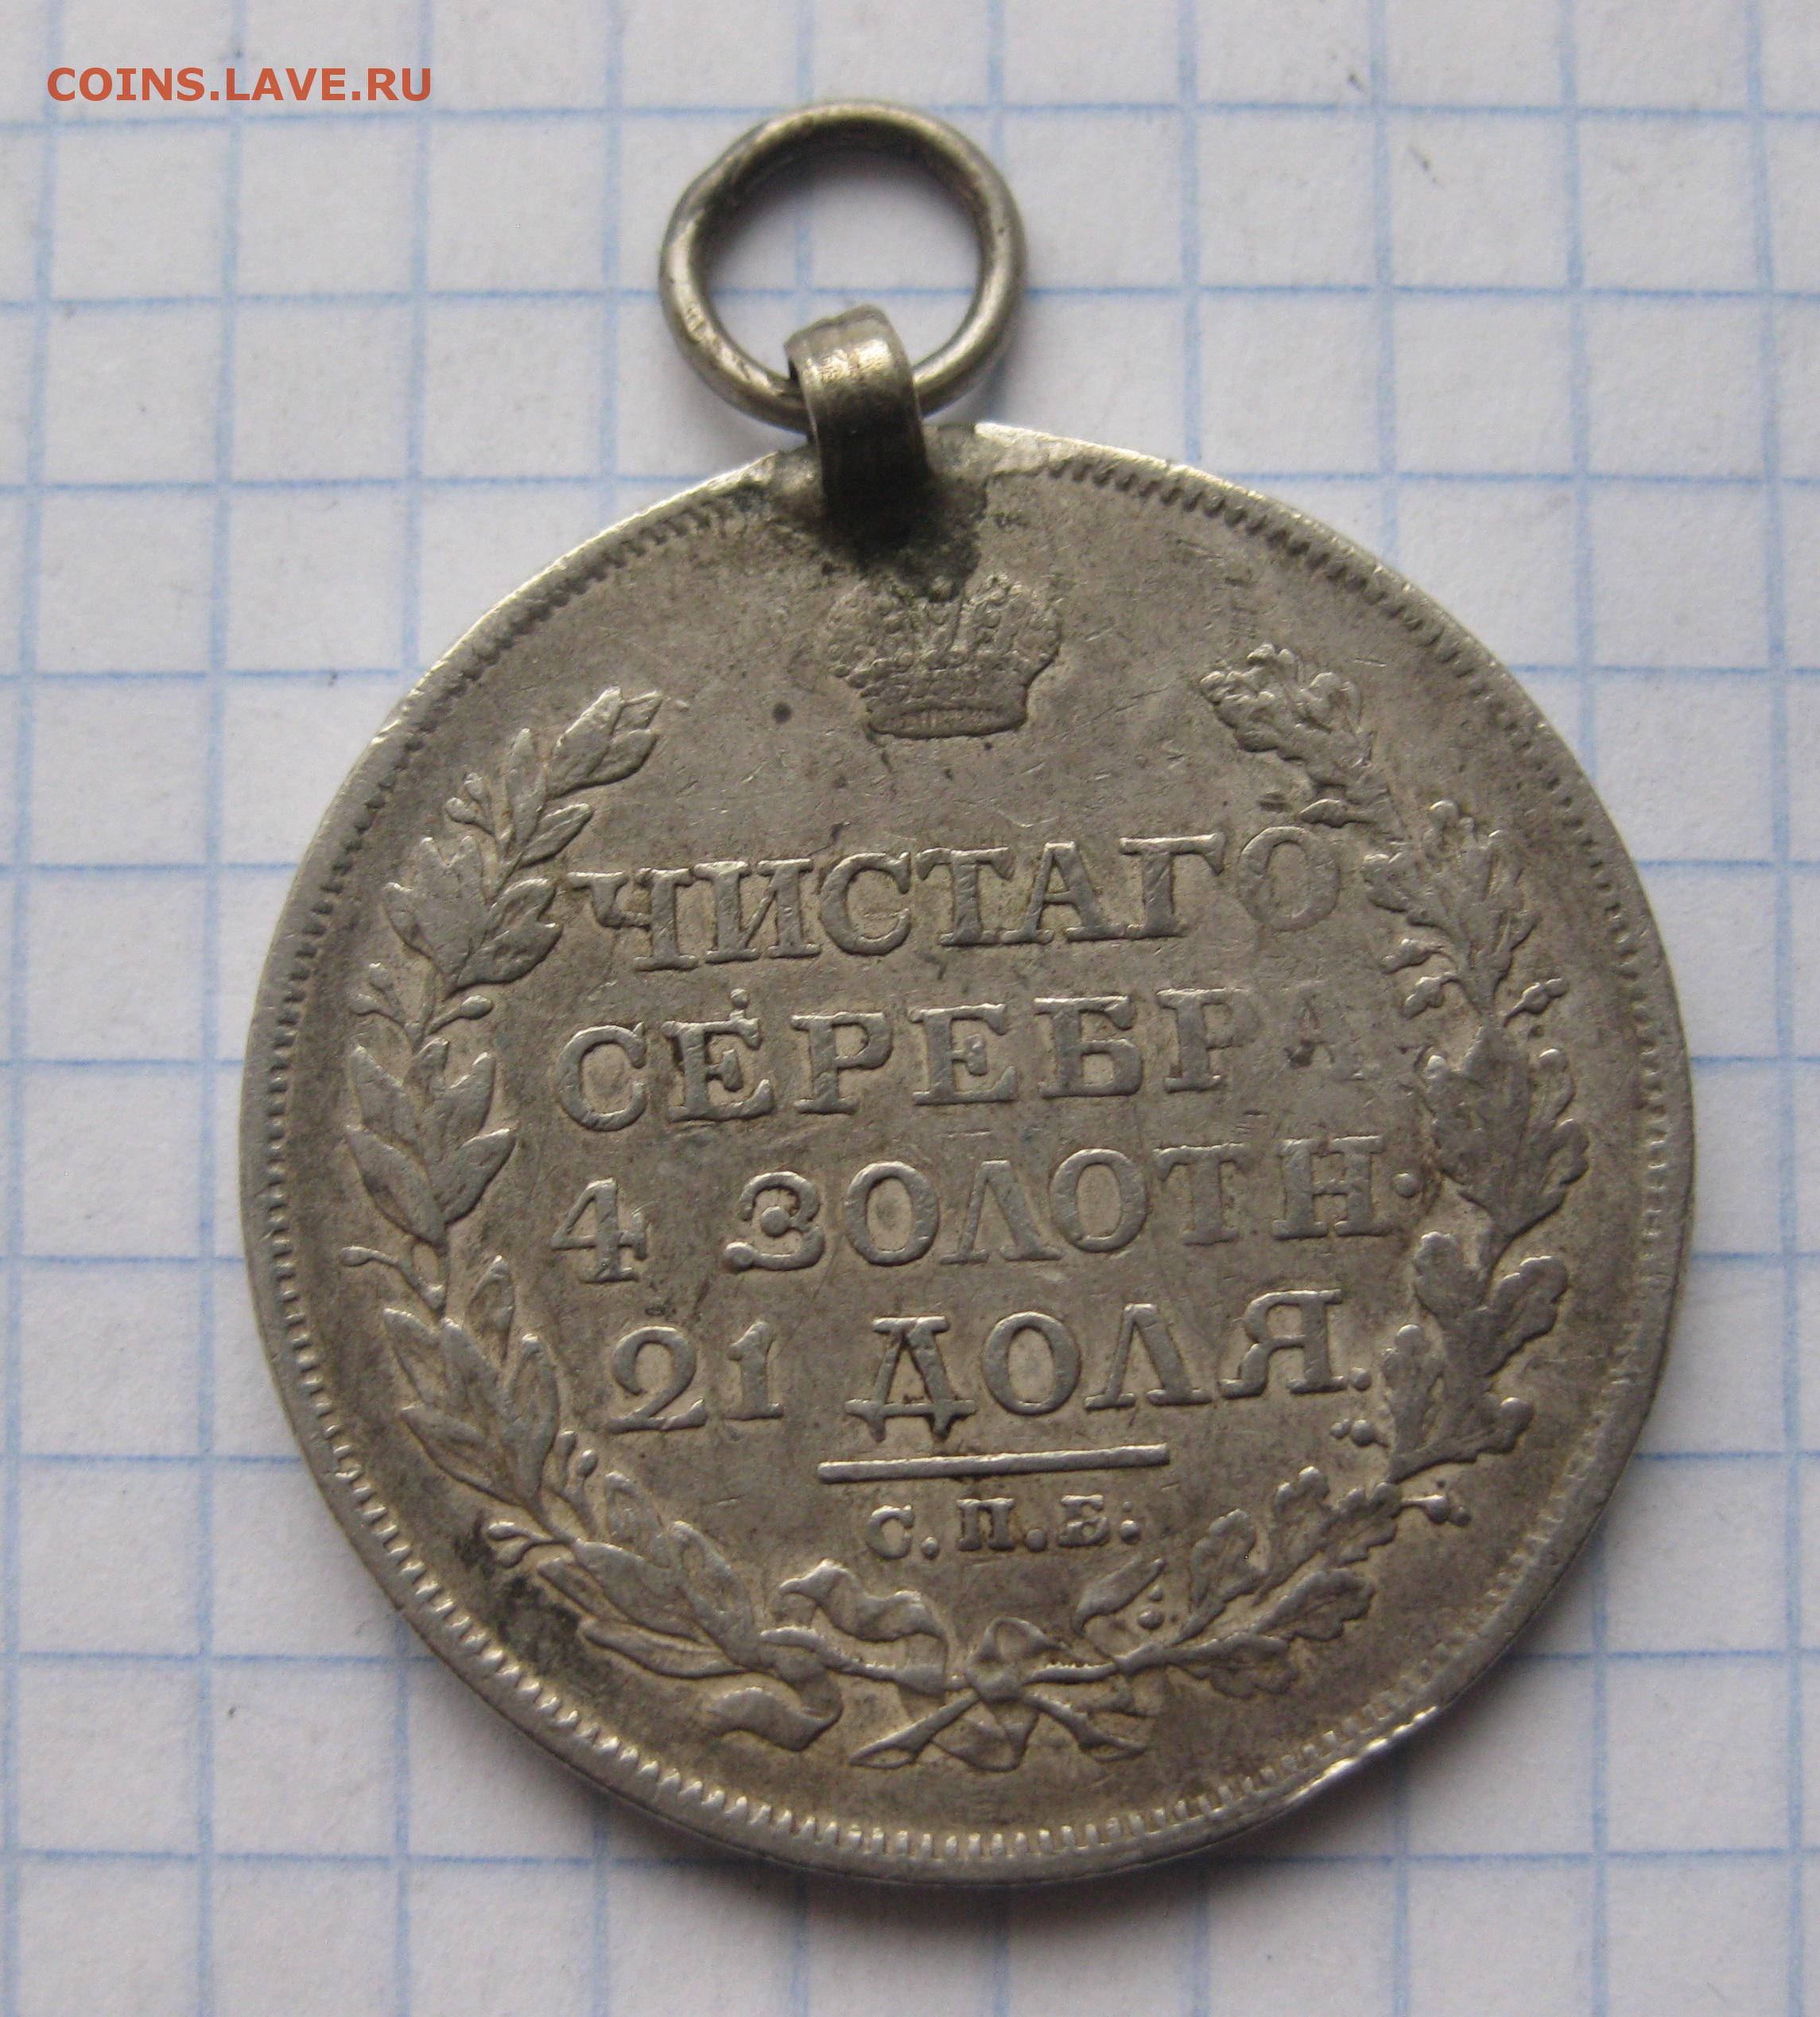 COINS.LAVE.RU
ЧИСТАГО
СЕРЕБРА
4 ЗОЛОТН.
21 ДОЛЯ.
С.П.Б: